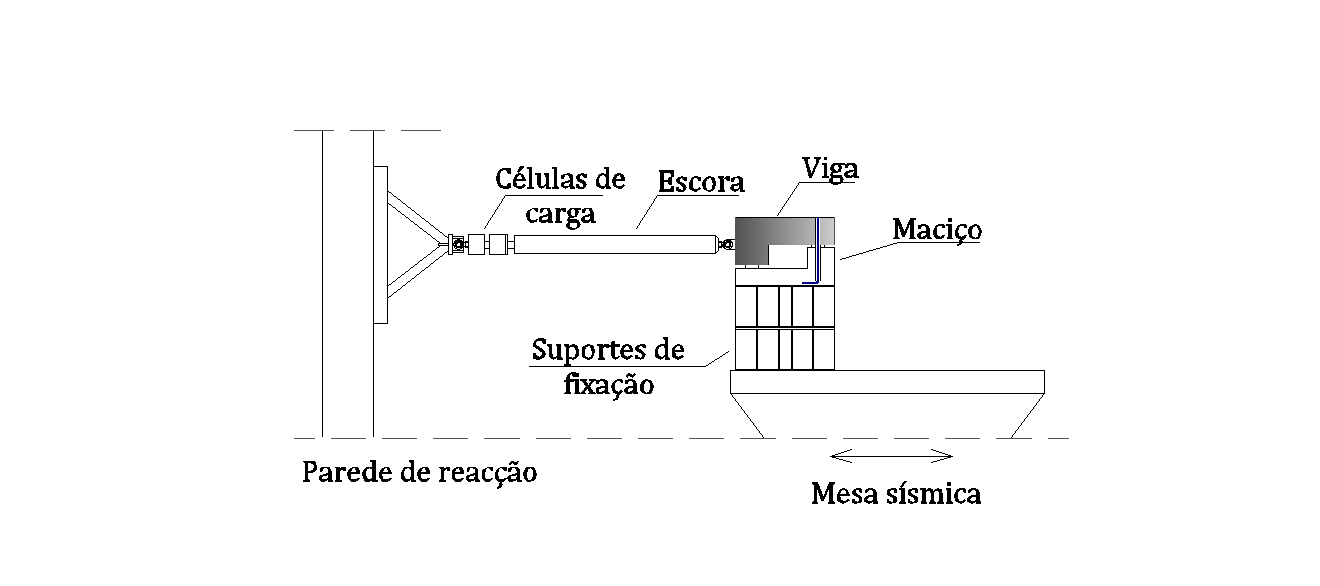 Viga
Células de
carga
Escora
Maciço
Suportes de
fixação
Parede de reacção
Mesa sísmica